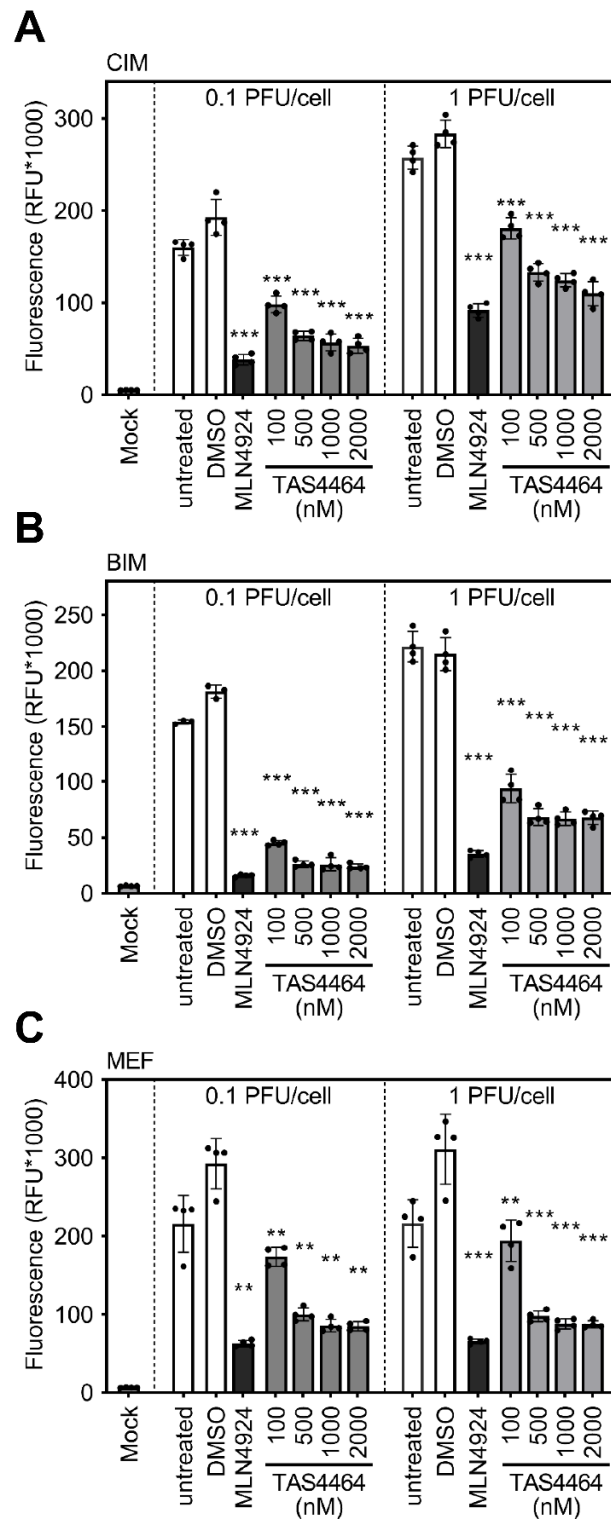 A
CIM
0.1 PFU/cell
1 PFU/cell
Fluorescence (RFU*1000)
300
200
100
0
***
***
***
***
***
***
***
***
***
***
Mock
untreated
DMSO
MLN4924
100
500
1000
2000
TAS4464
(nM)
untreated
DMSO
MLN4924
100
500
1000
2000
TAS4464
(nM)
B
BIM
0.1 PFU/cell
1 PFU/cell
Fluorescence (RFU*1000)
250
200
150
100
50
0
***
***
***
***
***
***
***
***
***
***
Mock
untreated
DMSO
MLN4924
100
500
1000
2000
TAS4464
(nM)
untreated
DMSO
MLN4924
100
500
1000
2000
TAS4464
(nM)
C
MEF
0.1 PFU/cell
1 PFU/cell
Fluorescence (RFU*1000)
400
300
200
100
0
**
**
**
**
**
***
**
***
***
***
Mock
untreated
DMSO
MLN4924
100
500
1000
2000
TAS4464
(nM)
untreated
DMSO
MLN4924
100
500
1000
2000
TAS4464
(nM)